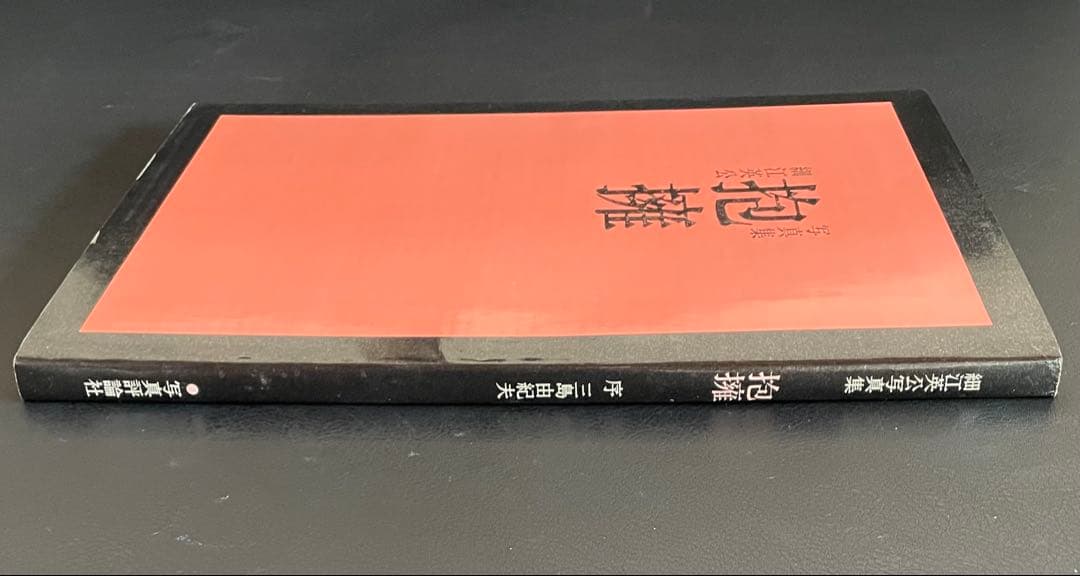 写真集
抱擁
細江英公
細江英公写真集
抱擁
序 三島由紀夫
写真評論社